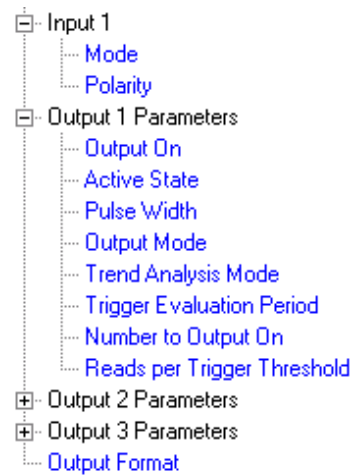 Input 1
Mode
Polarity
Output 1 Parameters
Output On
Active State
Pulse Width
Output Mode
Trend Analysis Mode
Trigger Evaluation Period
Number to Output On
Reads per Trigger Threshold
Output 2 Parameters
Output 3 Parameters
Output Format